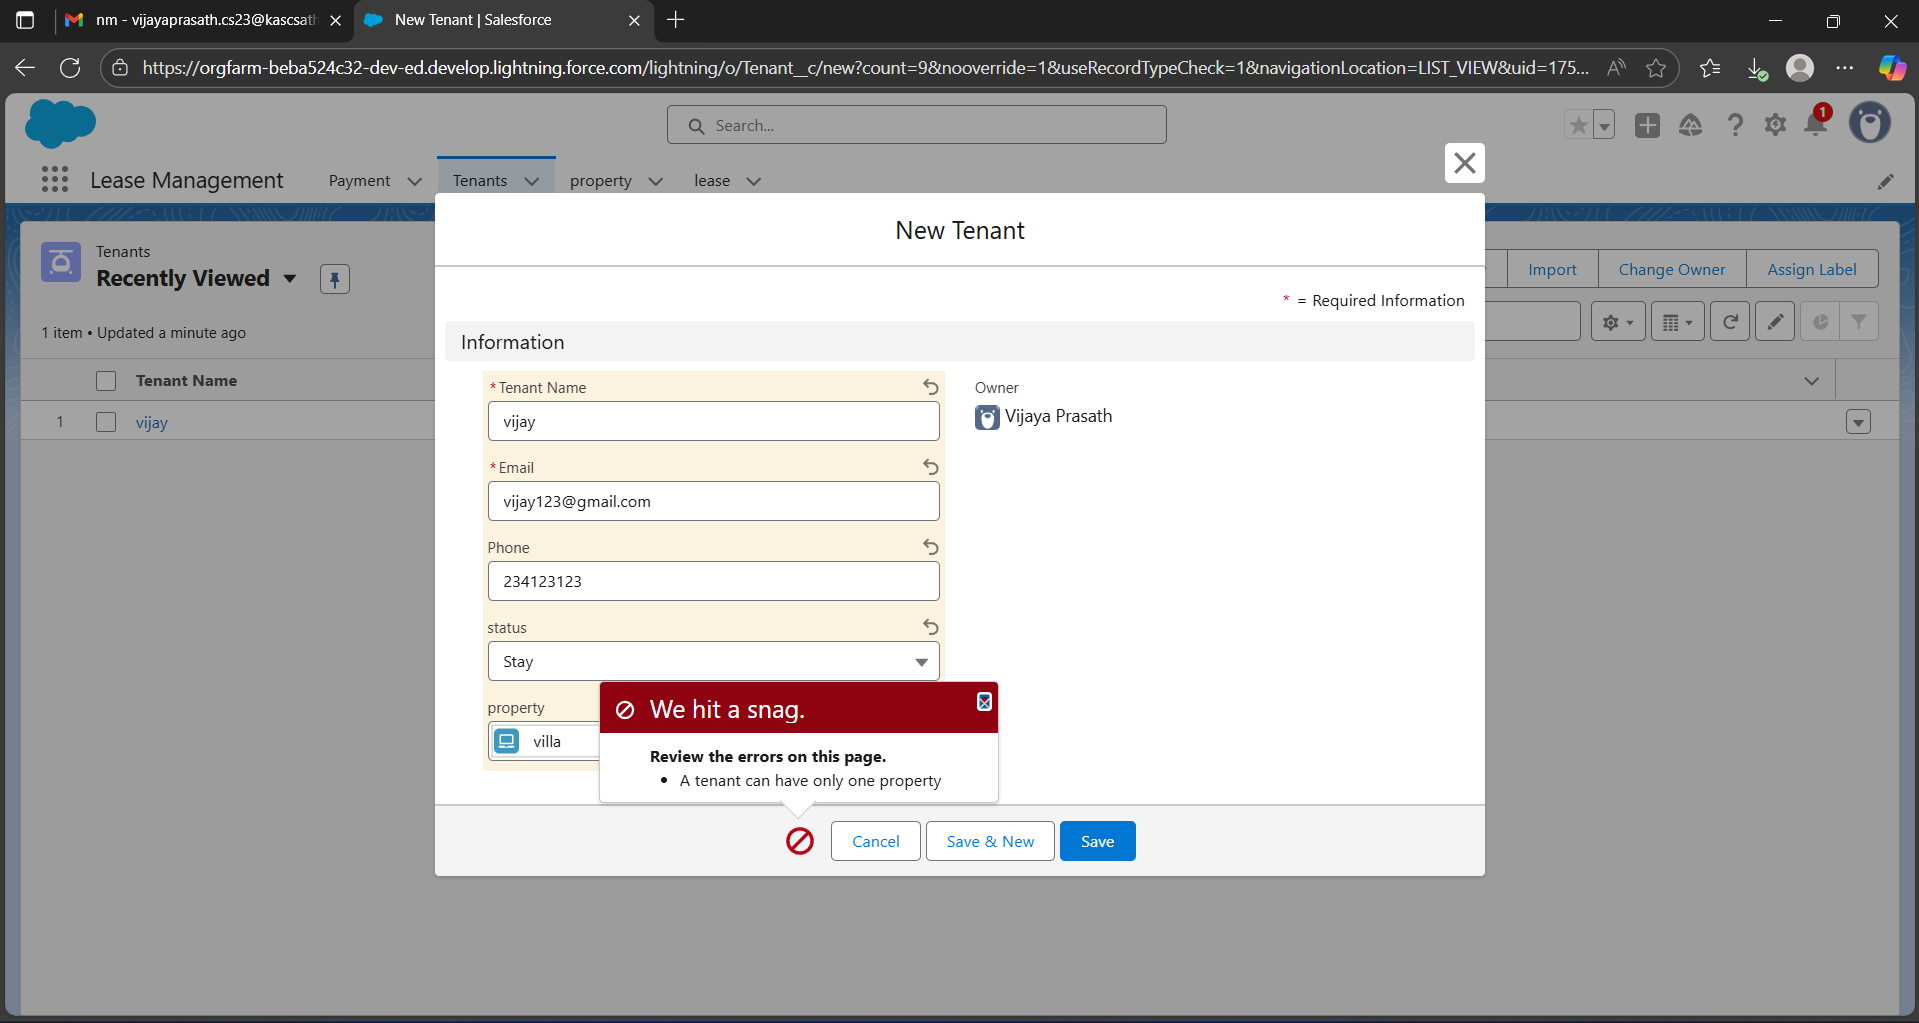 nm - vijayaprasath.cs23@kascsath
New Tenant | Salesforce
https://orgfarm-beba524c32-dev-ed.develop.lightning.force.com/lightning/o/Tenant__c/new?count=9&nooverride=1&useRecordTypeCheck=1&navigationLocation=LIST_VIEW&uid=175...
Search...
1
Lease Management
Payment
Tenants
property
lease
New Tenant
Tenants
Recently Viewed
Import
Change Owner
Assign Label
* = Required Information
1 item • Updated a minute ago
Information
Tenant Name
1
vijay
* Tenant Name
vijay
Owner
Vijaya Prasath
* Email
vijay123@gmail.com
Phone
234123123
status
Stay
property
villa
We hit a snag.
Review the errors on this page.
• A tenant can have only one property
Cancel
Save & New
Save